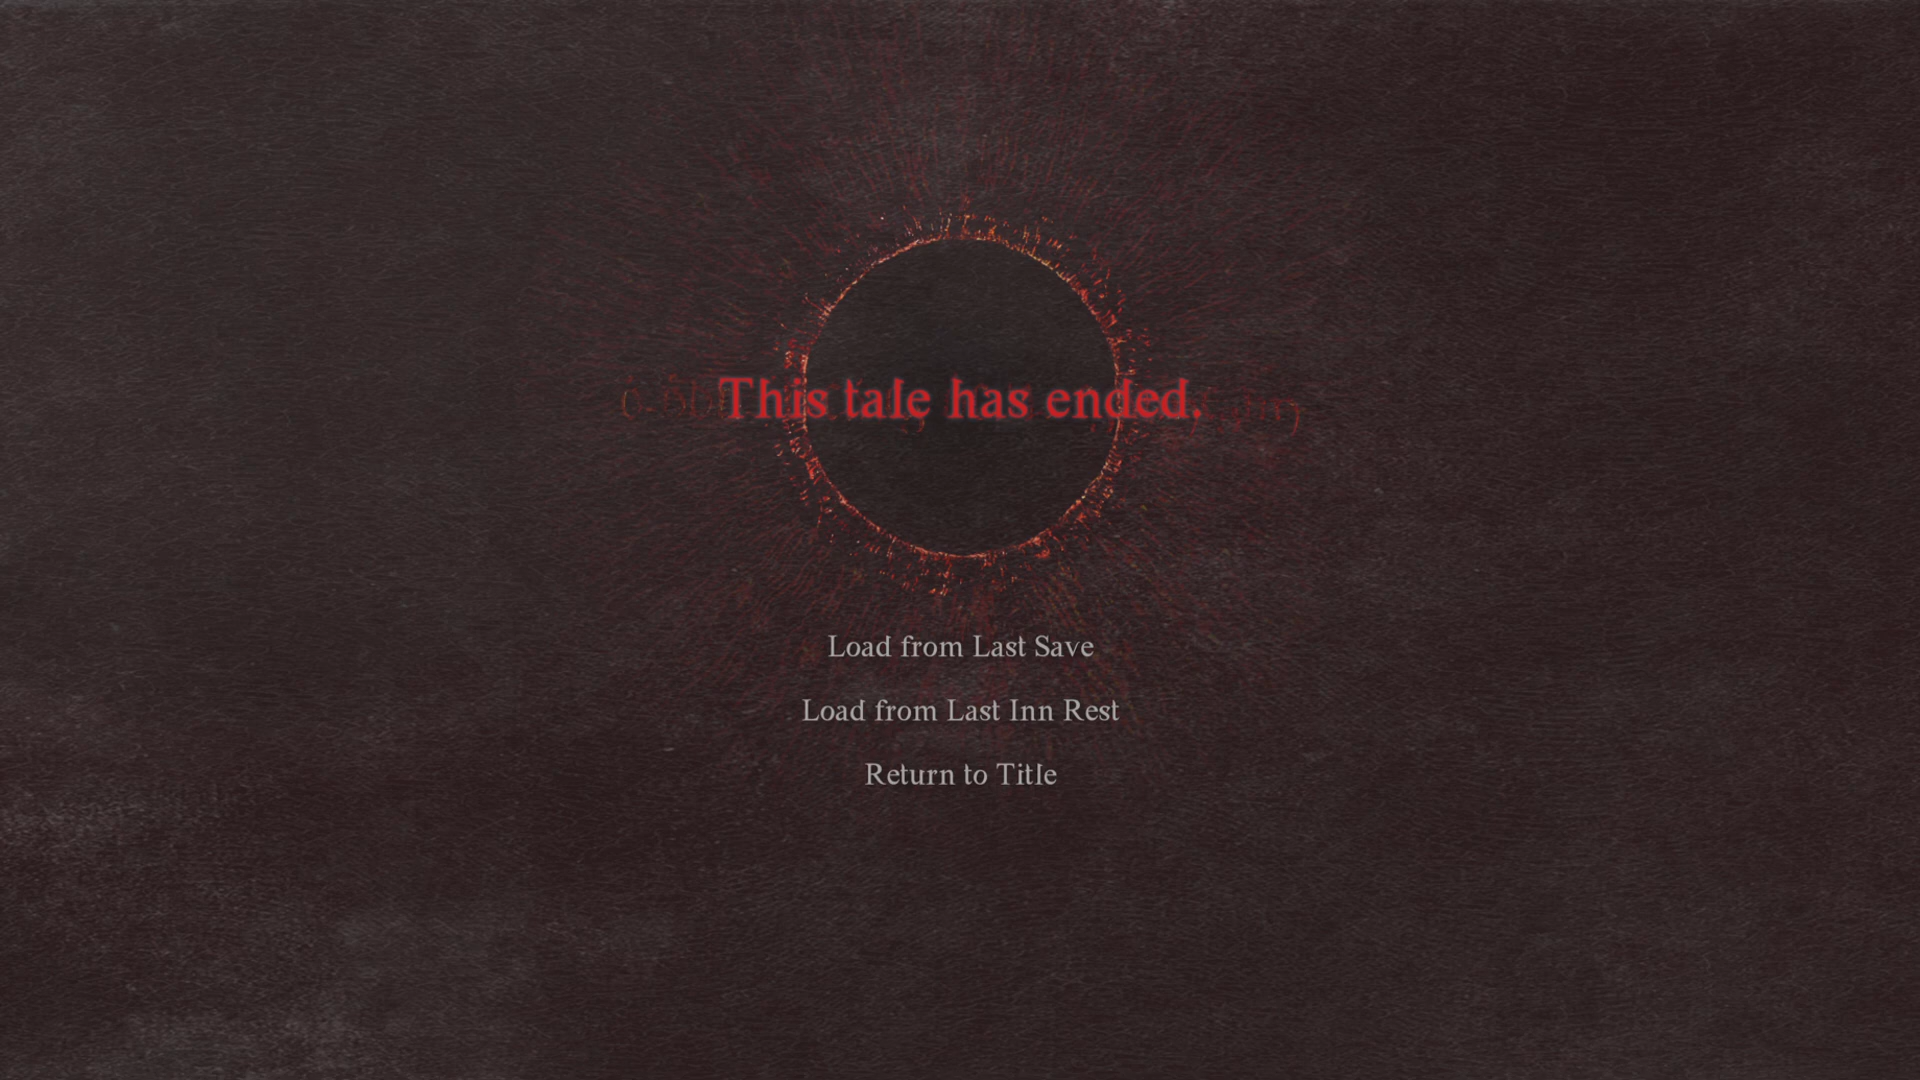 This tale has ended.
Load from Last Save
Load from Last Inn Rest
Return to Title